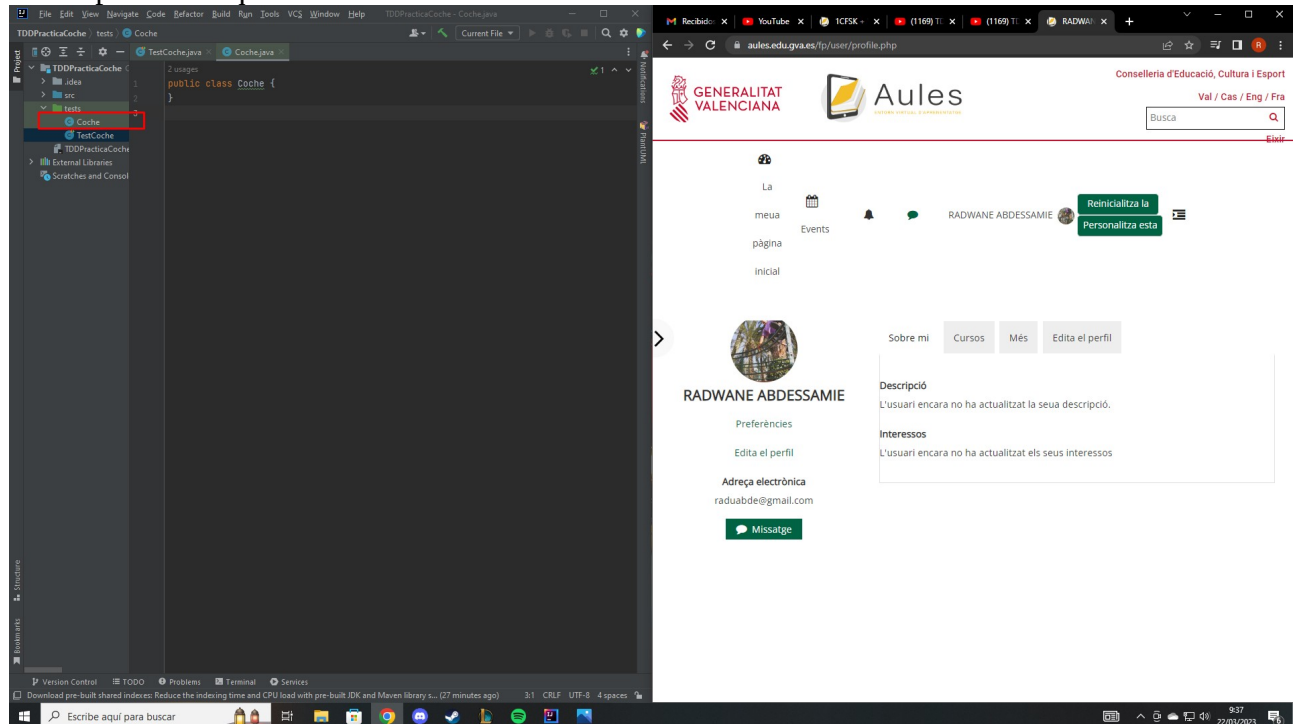 File Edit View Navigate Code Refactor Build Run Tools VCS Window Help TDDPracticaCoche - Coche.java
TDDPracticaCoche tests Coche
Current File
Project
TestCoche.java
Coche.java
TDDPracticaCoche
.idea
src
tests
Coche
TestCoche
TDDPracticaCoche
External Libraries
Scratches and Consol
2 usages
1 public class Coche {
2 }
3
1
Notifications
PlantUML
Structure
Bookmarks
Version Control TODO Problems Terminal Services
Download pre-built shared indexes: Reduce the indexing time and CPU load with pre-built JDK and Maven library s... (27 minutes ago) 3:1 CRLF UTF-8 4 spaces
Recibido YouTube 1CFSK (1169) (1169) RADWAN
aules.edu.gva.es/fp/user/profile.php
R
GENERALITAT
VALENCIANA
Aules
Conselleria d'Educació, Cultura i Esport
Val / Cas / Eng / Fra
Busca
Eixir
La
meua
pàgina
inicial
Events
RADWANE ABDESSAMIE
Reinicialitza la
Personalitza esta
RADWANE ABDESSAMIE
Preferències
Edita el perfil
Adreça electrònica
raduabde@gmail.com
Missatge
Sobre mi Cursos Més Edita el perfil
Descripció
L'usuari encara no ha actualitzat la seua descripció.
Interessos
L'usuari encara no ha actualitzat els seus interessos
Escribe aquí para buscar
9:37
22/03/2023